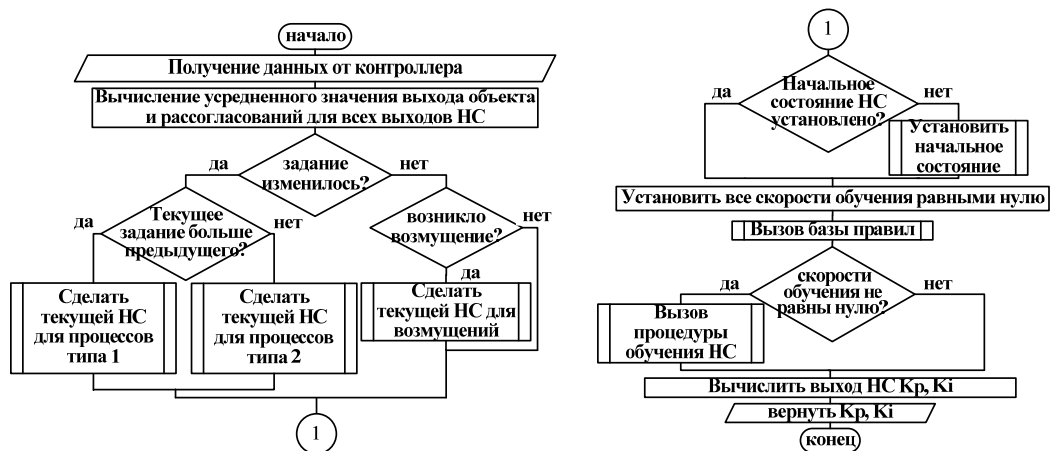 начало
Получение данных от контроллера
Вычисление усредненного значения выхода объекта
и рассогласований для всех выходов НС
да
задание
изменилось?
нет
да
Текущее
задание больше
предыдущего?
нет
возникло
возмущение?
нет
да
Сделать
текущей НС
для процессов
типа 1
Сделать
текущей НС
для процессов
типа 2
Сделать
текущей НС для
возмущений
1
1
да
Начальное
состояние НС
установлено?
нет
Установить
начальное
состояние
Установить все скорости обучения равными нулю
Вызов базы правил
да
скорости
обучения не
равны нулю?
нет
Вызов
процедуры
обучения НС
Вычислить выход НС Kp, Ki
вернуть Kp, Ki
конец